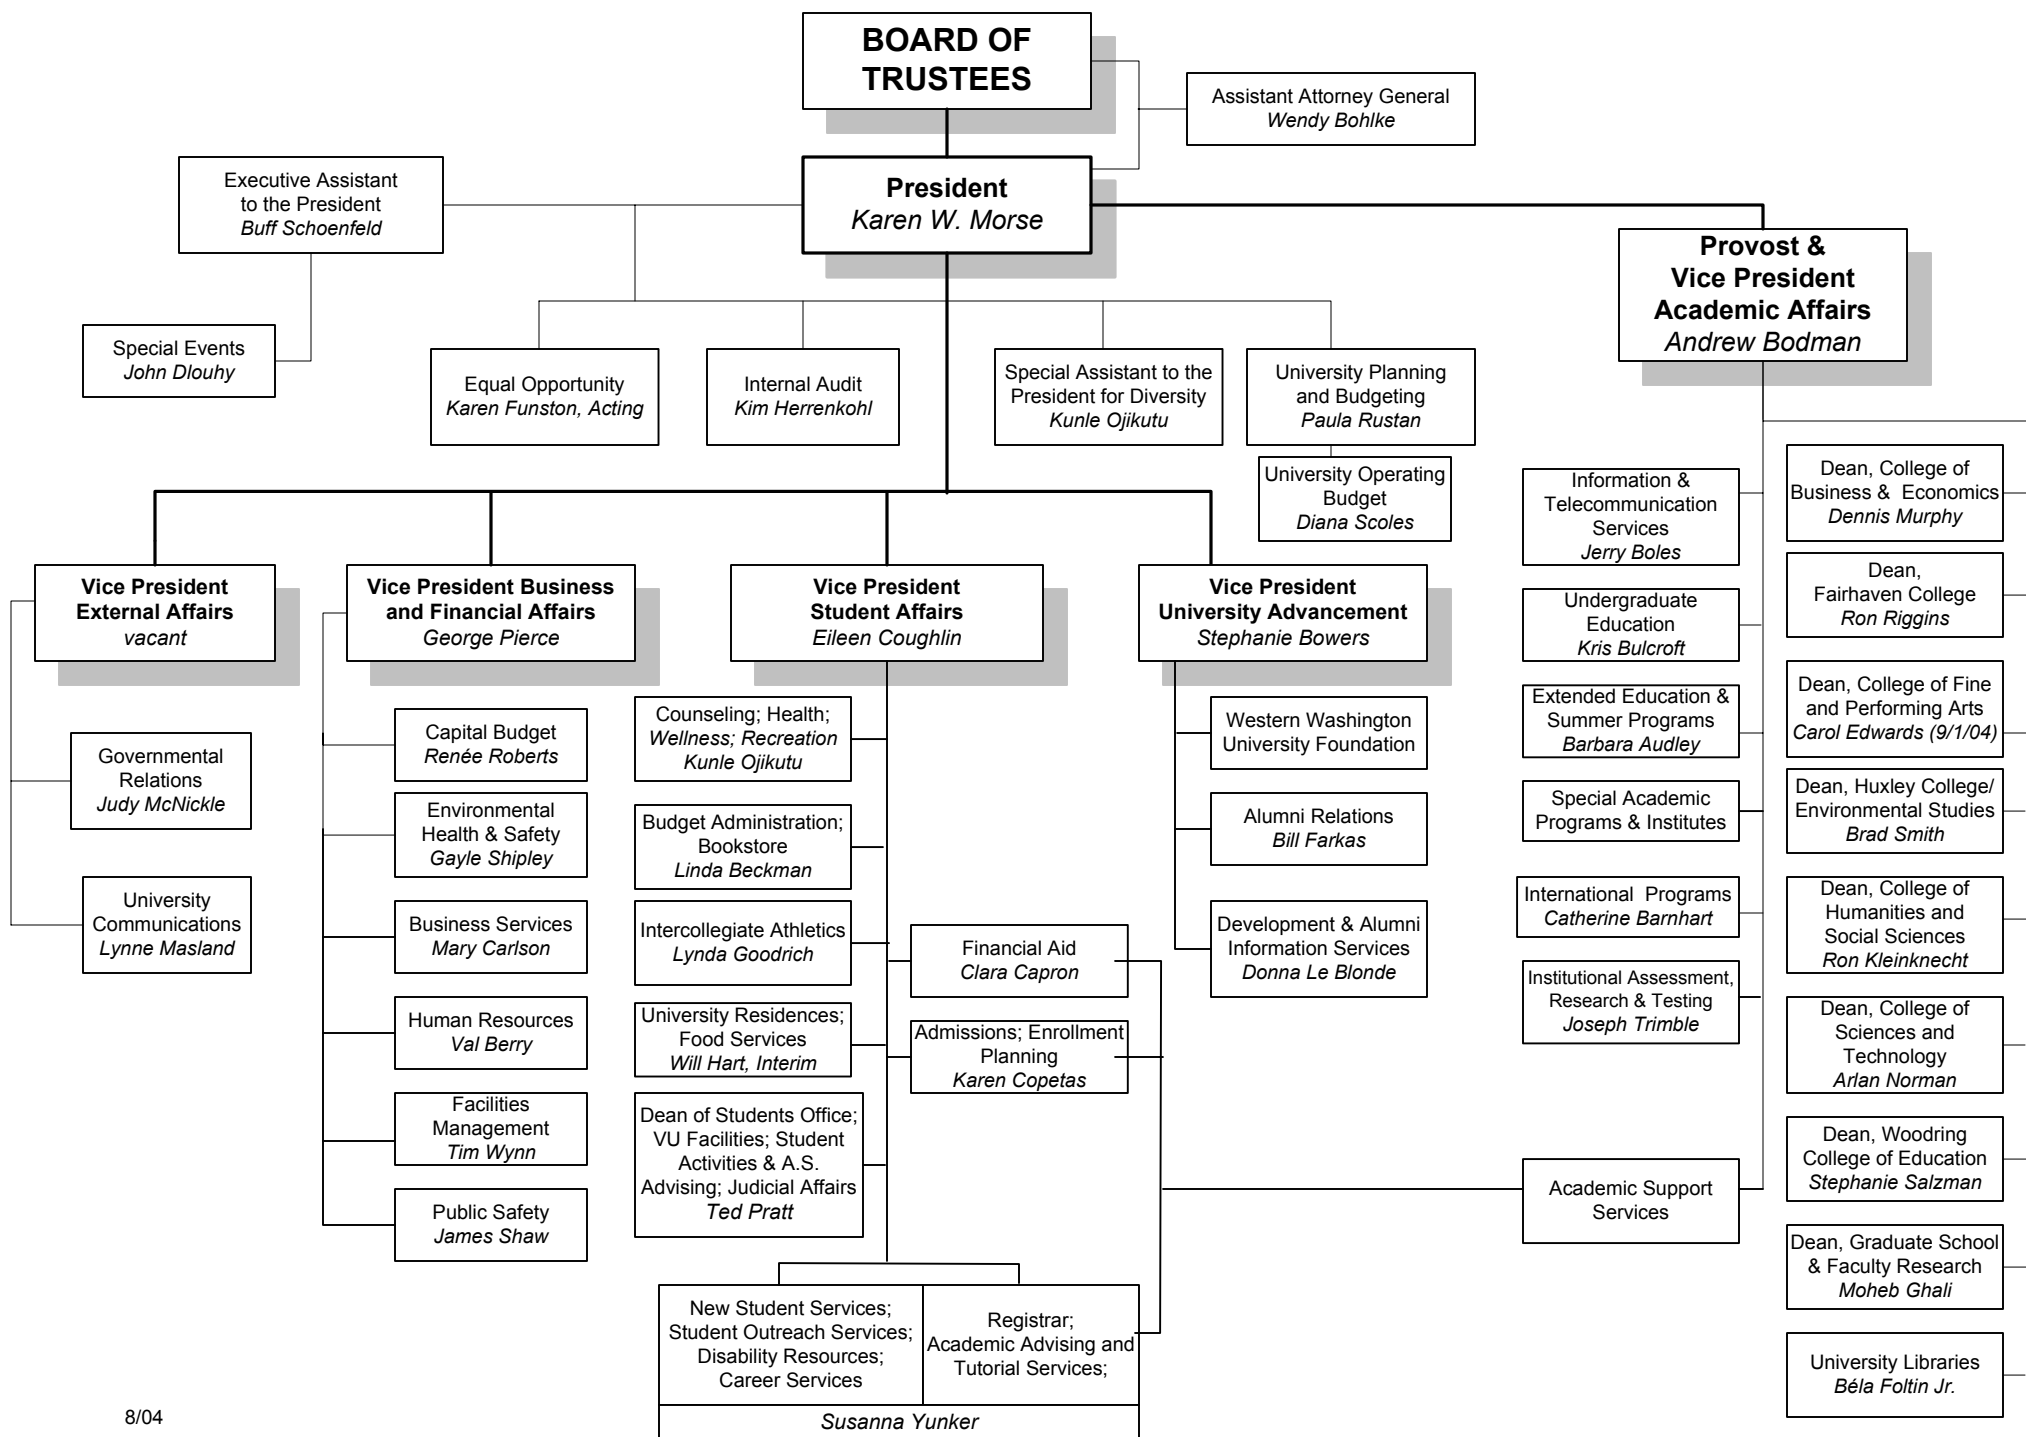 BOARD OF
TRUSTEES
Assistant Attorney General
Wendy Bohlke
Executive Assistant
to the President
Buff Schoenfeld
President
Karen W. Morse
Provost &
Vice President
Academic Affairs
Andrew Bodman
Special Events
John Dlouhy
Equal Opportunity
Karen Funston, Acting
Internal Audit
Kim Herrenkohl
Special Assistant to the
President for Diversity
Kunle Ojikutu
University Planning
and Budgeting
Paula Rustan
University Operating
Budget
Diana Scoles
Vice President
External Affairs
vacant
Vice President Business
and Financial Affairs
George Pierce
Vice President
Student Affairs
Eileen Coughlin
Vice President
University Advancement
Stephanie Bowers
Governmental
Relations
Judy McNickle
University
Communications
Lynne Masland
Capital Budget
Renée Roberts
Environmental
Health & Safety
Gayle Shipley
Business Services
Mary Carlson
Human Resources
Val Berry
Facilities
Management
Tim Wynn
Public Safety
James Shaw
Counseling; Health;
Wellness; Recreation
Kunle Ojikutu
Budget Administration;
Bookstore
Linda Beckman
Intercollegiate Athletics
Lynda Goodrich
University Residences;
Food Services
Will Hart, Interim
Dean of Students Office;
VU Facilities; Student
Activities & A.S.
Advising; Judicial Affairs
Ted Pratt
Financial Aid
Clara Capron
Admissions; Enrollment
Planning
Karen Copetas
New Student Services;
Student Outreach Services;
Disability Resources;
Career Services
Registrar;
Academic Advising and
Tutorial Services;
Susanna Yunker
Western Washington
University Foundation
Alumni Relations
Bill Farkas
Development & Alumni
Information Services
Donna Le Blonde
Information &
Telecommunication
Services
Jerry Boles
Undergraduate
Education
Kris Bulcroft
Extended Education &
Summer Programs
Barbara Audley
Special Academic
Programs & Institutes
International Programs
Catherine Barnhart
Institutional Assessment,
Research & Testing
Joseph Trimble
Academic Support
Services
Dean, College of
Business & Economics
Dennis Murphy
Dean,
Fairhaven College
Ron Riggins
Dean, College of Fine
and Performing Arts
Carol Edwards (9/1/04)
Dean, Huxley College/
Environmental Studies
Brad Smith
Dean, College of
Humanities and
Social Sciences
Ron Kleinknecht
Dean, College of
Sciences and
Technology
Arlan Norman
Dean, Woodring
College of Education
Stephanie Salzman
Dean, Graduate School
& Faculty Research
Moheb Ghali
University Libraries
Béla Foltin Jr.
8/04